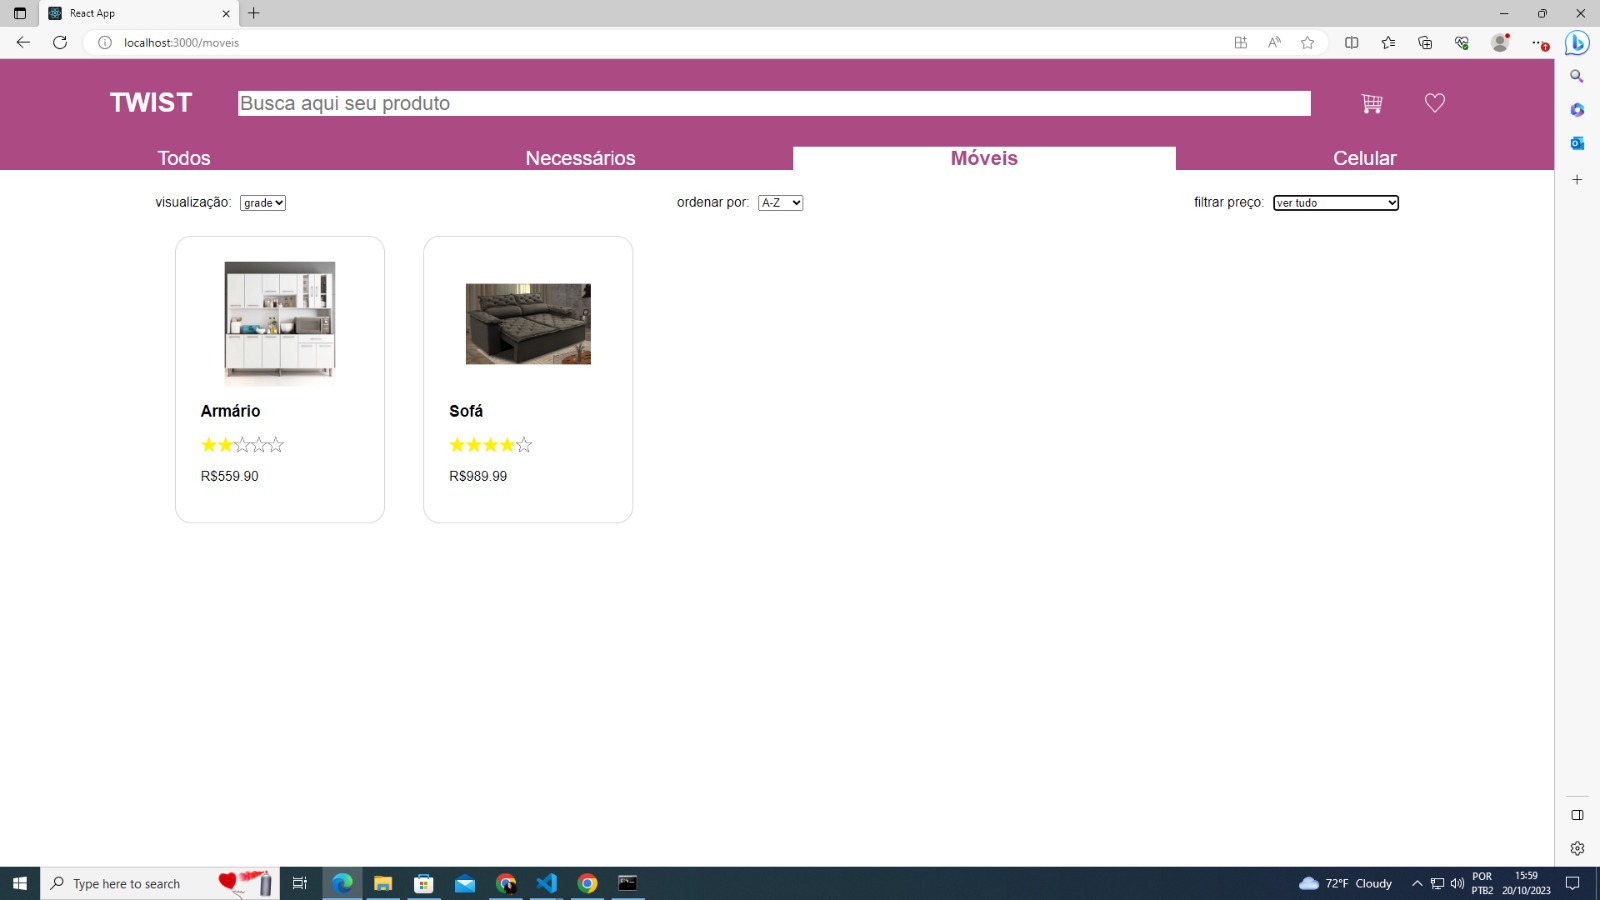 React App
localhost:3000/moveis
TWIST
Busca aqui seu produto
Todos
Necessários
Móveis
Celular
visualização: grade
ordenar por: A-Z
filtrar preço: ver tudo
Armário
R$559.90
Sofá
R$989.99
Type here to search
72°F Cloudy
POR
PTB2
15:59
20/10/2023